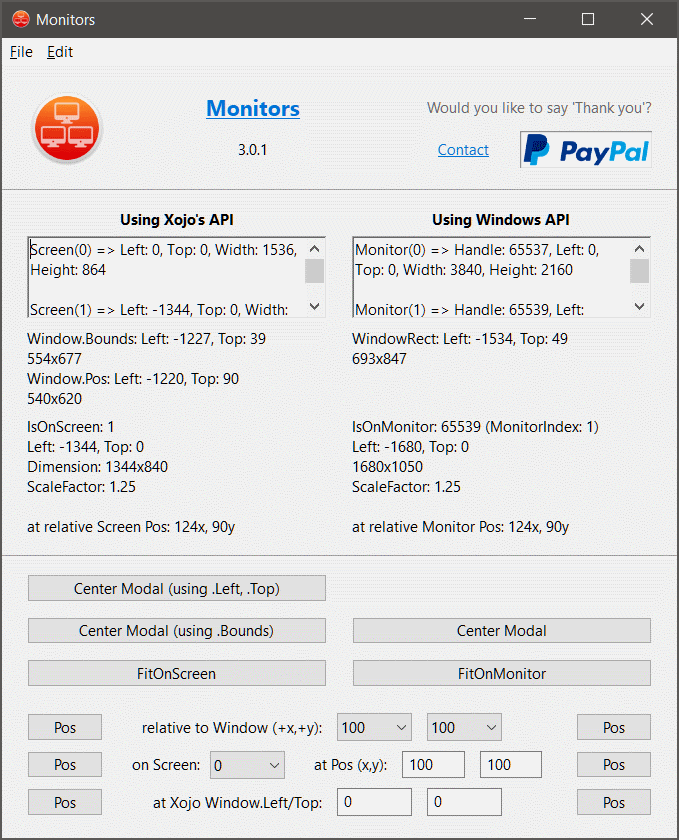 Monitors
File Edit
Monitors
Would you like to say 'Thank you'?
3.0.1
Contact
PayPal
Using Xojo's API
Using Windows API
Screen(0) => Left: 0, Top: 0, Width: 1536,
Height: 864
Screen(1) => Left: -1344, Top: 0, Width:
Monitor(0) => Handle: 65537, Left: 0,
Top: 0, Width: 3840, Height: 2160
Monitor(1) => Handle: 65539, Left:
Window.Bounds: Left: -1227, Top: 39
554x677
Window.Pos: Left: -1220, Top: 90
540x620
WindowRect: Left: -1534, Top: 49
693x847
IsOnScreen: 1
Left: -1344, Top: 0
Dimension: 1344x840
ScaleFactor: 1.25
at relative Screen Pos: 124x, 90y
IsOnMonitor: 65539 (MonitorIndex: 1)
Left: -1680, Top: 0
1680x1050
ScaleFactor: 1.25
at relative Monitor Pos: 124x, 90y
Center Modal (using .Left, .Top)
Center Modal (using .Bounds)
Center Modal
FitOnScreen
FitOnMonitor
Pos relative to Window (+x,+y): 100 100 Pos
Pos on Screen: 0 at Pos (x,y): 100 100 Pos
Pos at Xojo Window.Left/Top: 0 0 Pos